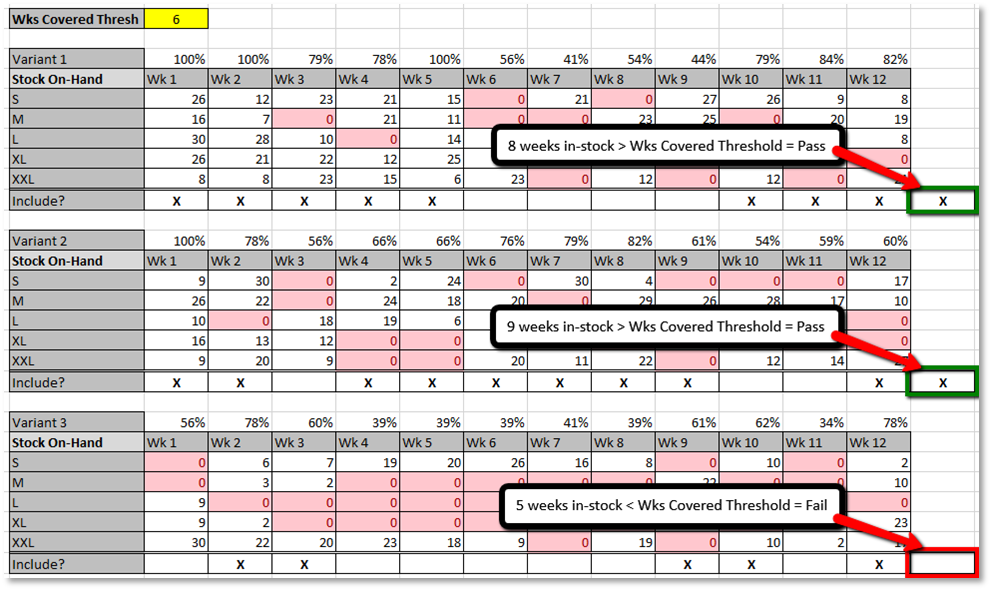 Wks Covered Thresh 6
Variant 1 100% 100% 79% 78% 100% 56% 41% 54% 44% 79% 84% 82%
Stock On-Hand Wk 1 Wk 2 Wk 3 Wk 4 Wk 5 Wk 6 Wk 7 Wk 8 Wk 9 Wk 10 Wk 11 Wk 12
S 26 12 23 21 15 0 21 0 27 26 9 8
M 16 7 0 21 11 0 0 23 25 0 20 19
L 30 28 10 0 14 8
8 weeks in-stock > Wks Covered Threshold = Pass
XL 26 21 22 12 25 0
XXL 8 8 23 15 6 23 0 12 0 12 0
Include? X X X X X X X X X
Variant 2 100% 78% 56% 66% 66% 76% 79% 82% 61% 54% 59% 60%
Stock On-Hand Wk 1 Wk 2 Wk 3 Wk 4 Wk 5 Wk 6 Wk 7 Wk 8 Wk 9 Wk 10 Wk 11 Wk 12
S 9 30 0 2 24 0 30 4 0 0 0 17
M 26 22 0 24 18 20 0 29 26 28 17 10
L 10 0 18 19 6 0
9 weeks in-stock > Wks Covered Threshold = Pass
XL 16 13 12 0 0 0
XXL 9 20 9 0 0 20 11 22 0 12 14
Include? X X X X X X X X X X
Variant 3 56% 78% 60% 39% 39% 39% 41% 39% 61% 62% 34% 78%
Stock On-Hand Wk 1 Wk 2 Wk 3 Wk 4 Wk 5 Wk 6 Wk 7 Wk 8 Wk 9 Wk 10 Wk 11 Wk 12
S 0 6 7 19 20 26 16 8 0 10 0 2
M 0 3 2 0 0 0 0 0 22 0 0 10
L 9 0 0 0 0 0
5 weeks in-stock < Wks Covered Threshold = Fail
XL 9 2 0 0 0 23
XXL 30 22 20 23 18 9 0 19 0 10 2
Include? X X X X X